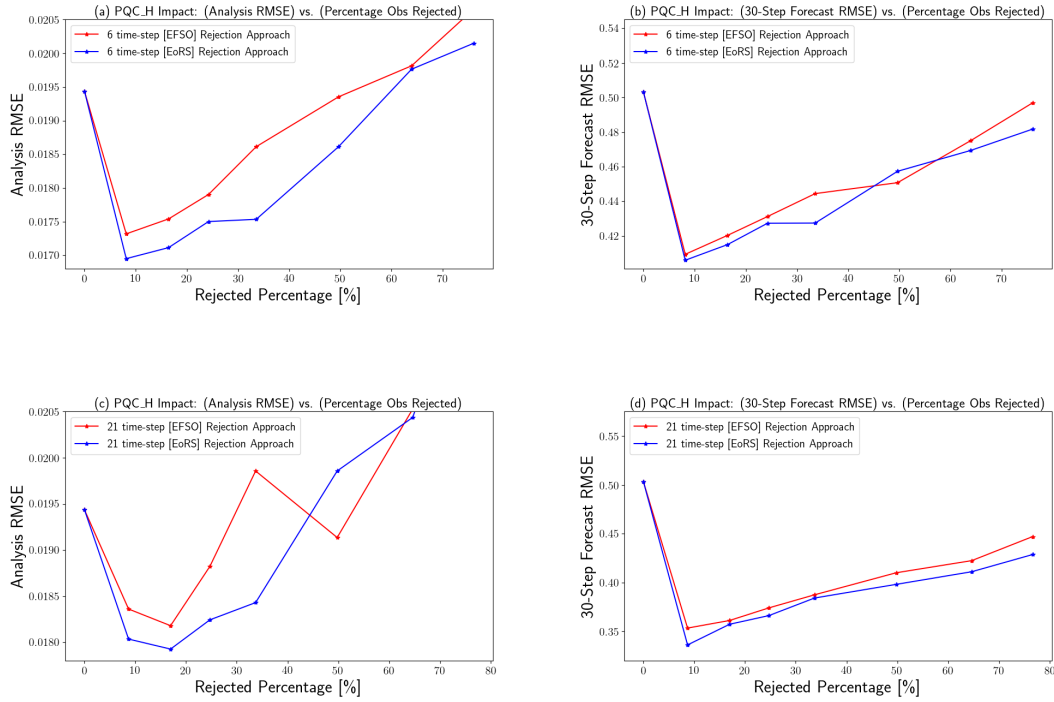 (a) PQC_H Impact: (Analysis RMSE) vs. (Percentage Obs Rejected)
6 time-step [EFSO] Rejection Approach
6 time-step [EoRS] Rejection Approach
Analysis RMSE
0.0205
0.0200
0.0195
0.0190
0.0185
0.0180
0.0175
0.0170
0 10 20 30 40 50 60 70
Rejected Percentage [%]
(b) PQC_H Impact: (30-Step Forecast RMSE) vs. (Percentage Obs Rejected)
6 time-step [EFSO] Rejection Approach
6 time-step [EoRS] Rejection Approach
30-Step Forecast RMSE
0.54
0.52
0.50
0.48
0.46
0.44
0.42
0 10 20 30 40 50 60 70
Rejected Percentage [%]
(c) PQC_H Impact: (Analysis RMSE) vs. (Percentage Obs Rejected)
21 time-step [EFSO] Rejection Approach
21 time-step [EoRS] Rejection Approach
Analysis RMSE
0.0205
0.0200
0.0195
0.0190
0.0185
0.0180
0 10 20 30 40 50 60 70 80
Rejected Percentage [%]
(d) PQC_H Impact: (30-Step Forecast RMSE) vs. (Percentage Obs Rejected)
21 time-step [EFSO] Rejection Approach
21 time-step [EoRS] Rejection Approach
30-Step Forecast RMSE
0.55
0.50
0.45
0.40
0.35
0 10 20 30 40 50 60 70 80
Rejected Percentage [%]